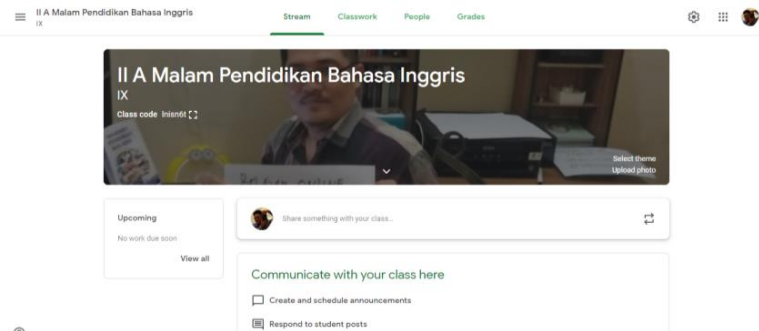 II A Malam Pendidikan Bahasa Inggris
IX
Stream Classwork People Grades
II A Malam Pendidikan Bahasa Inggris
IX
Class code
Select theme
Upload photo
Upcoming
No work due soon
View all
Share something with your class...
Communicate with your class here
Create and schedule announcements
Respond to student posts